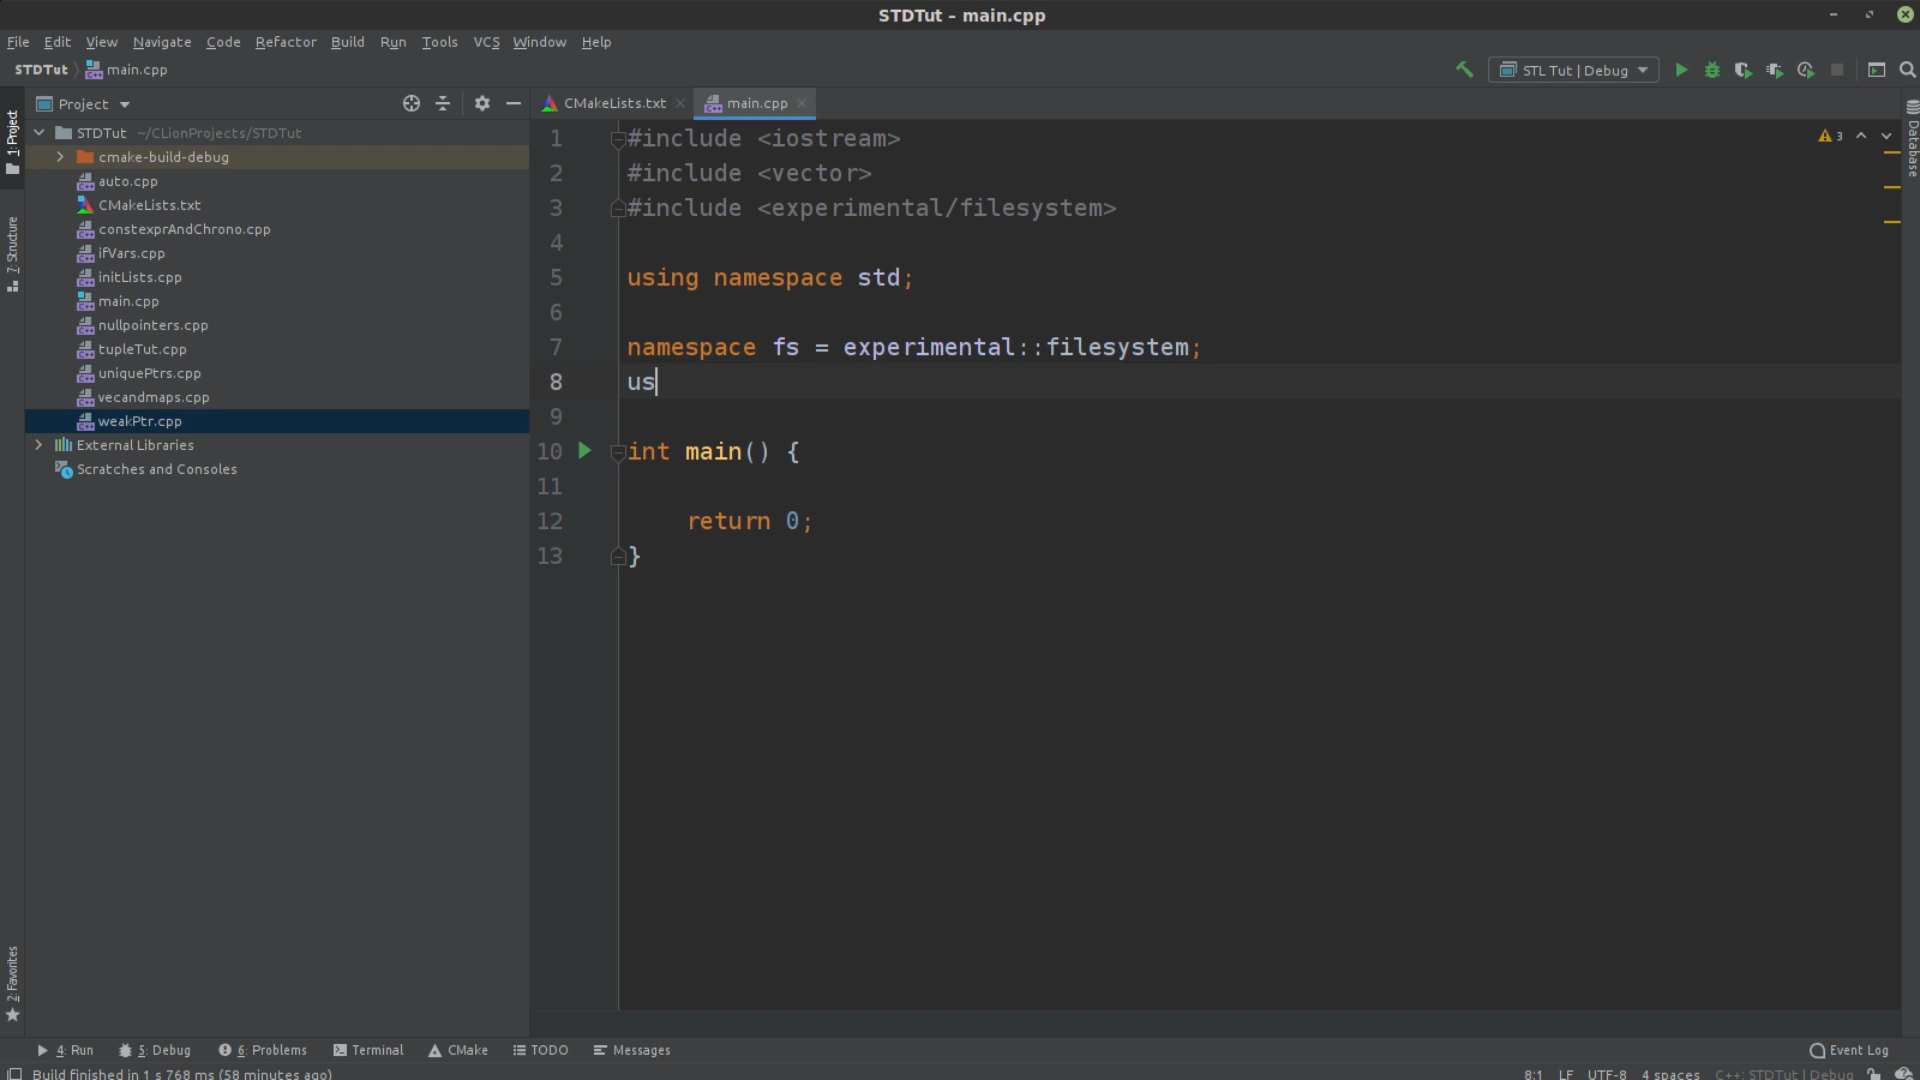 STDTut – main.cpp
File Edit View Navigate Code Refactor Build Run Tools VCS Window Help
STDTut main.cpp
STL Tut | Debug
Project
CMakeLists.txt
main.cpp
1: Project
7: Structure
2: Favorites
STDTut ~/CLionProjects/STDTut
cmake-build-debug
auto.cpp
CMakeLists.txt
constexprAndChrono.cpp
ifVars.cpp
initLists.cpp
main.cpp
nullpointers.cpp
tupleTut.cpp
uniquePtrs.cpp
vecandmaps.cpp
weakPtr.cpp
External Libraries
Scratches and Consoles
1 #include <iostream>
2 #include <vector>
3 #include <experimental/filesystem>
4
5 using namespace std;
6
7 namespace fs = experimental::filesystem;
8 us
9
10 int main() {
11
12 return 0;
13 }
3
Database
4: Run 5: Debug 6: Problems Terminal CMake TODO Messages Event Log
Build finished in 1 s 768 ms (58 minutes ago) 8:1 LF UTF-8 4 spaces C++: STDTut | Debug